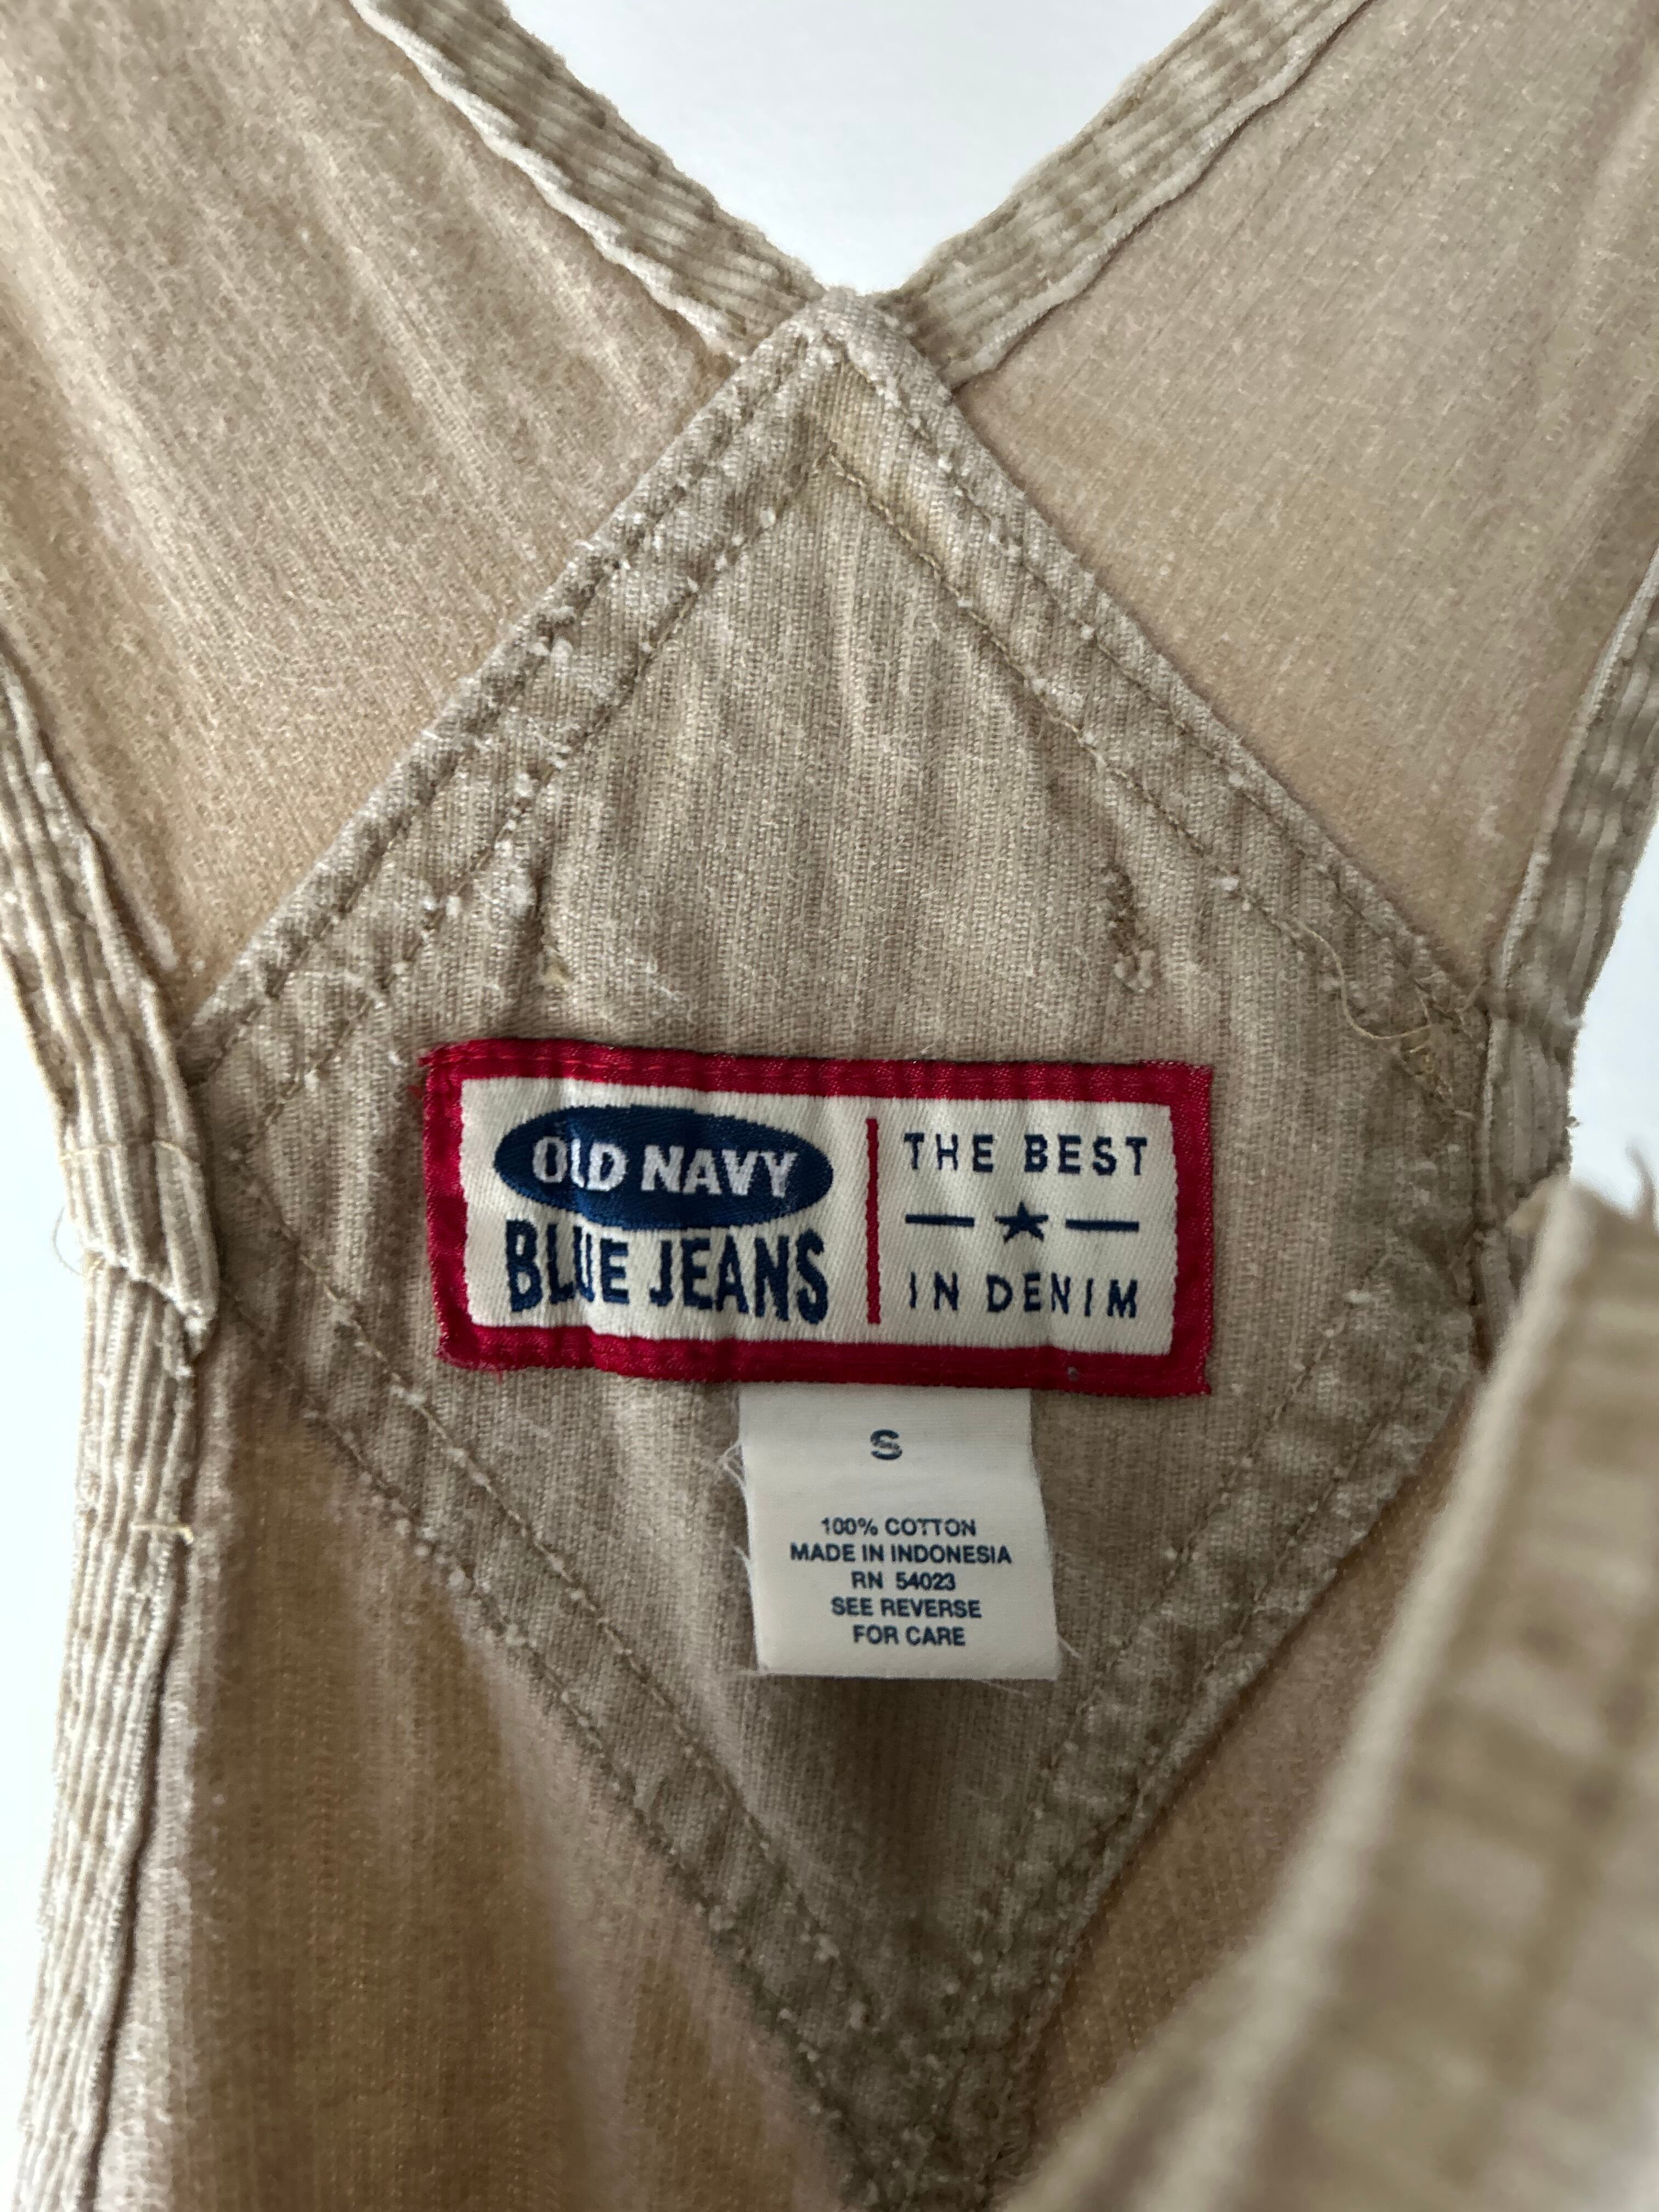 OLD NAVY
BLUE JEANS
THE BEST
IN DENIM
S
100% COTTON
MADE IN INDONESIA
RN 54023
SEE REVERSE
FOR CARE